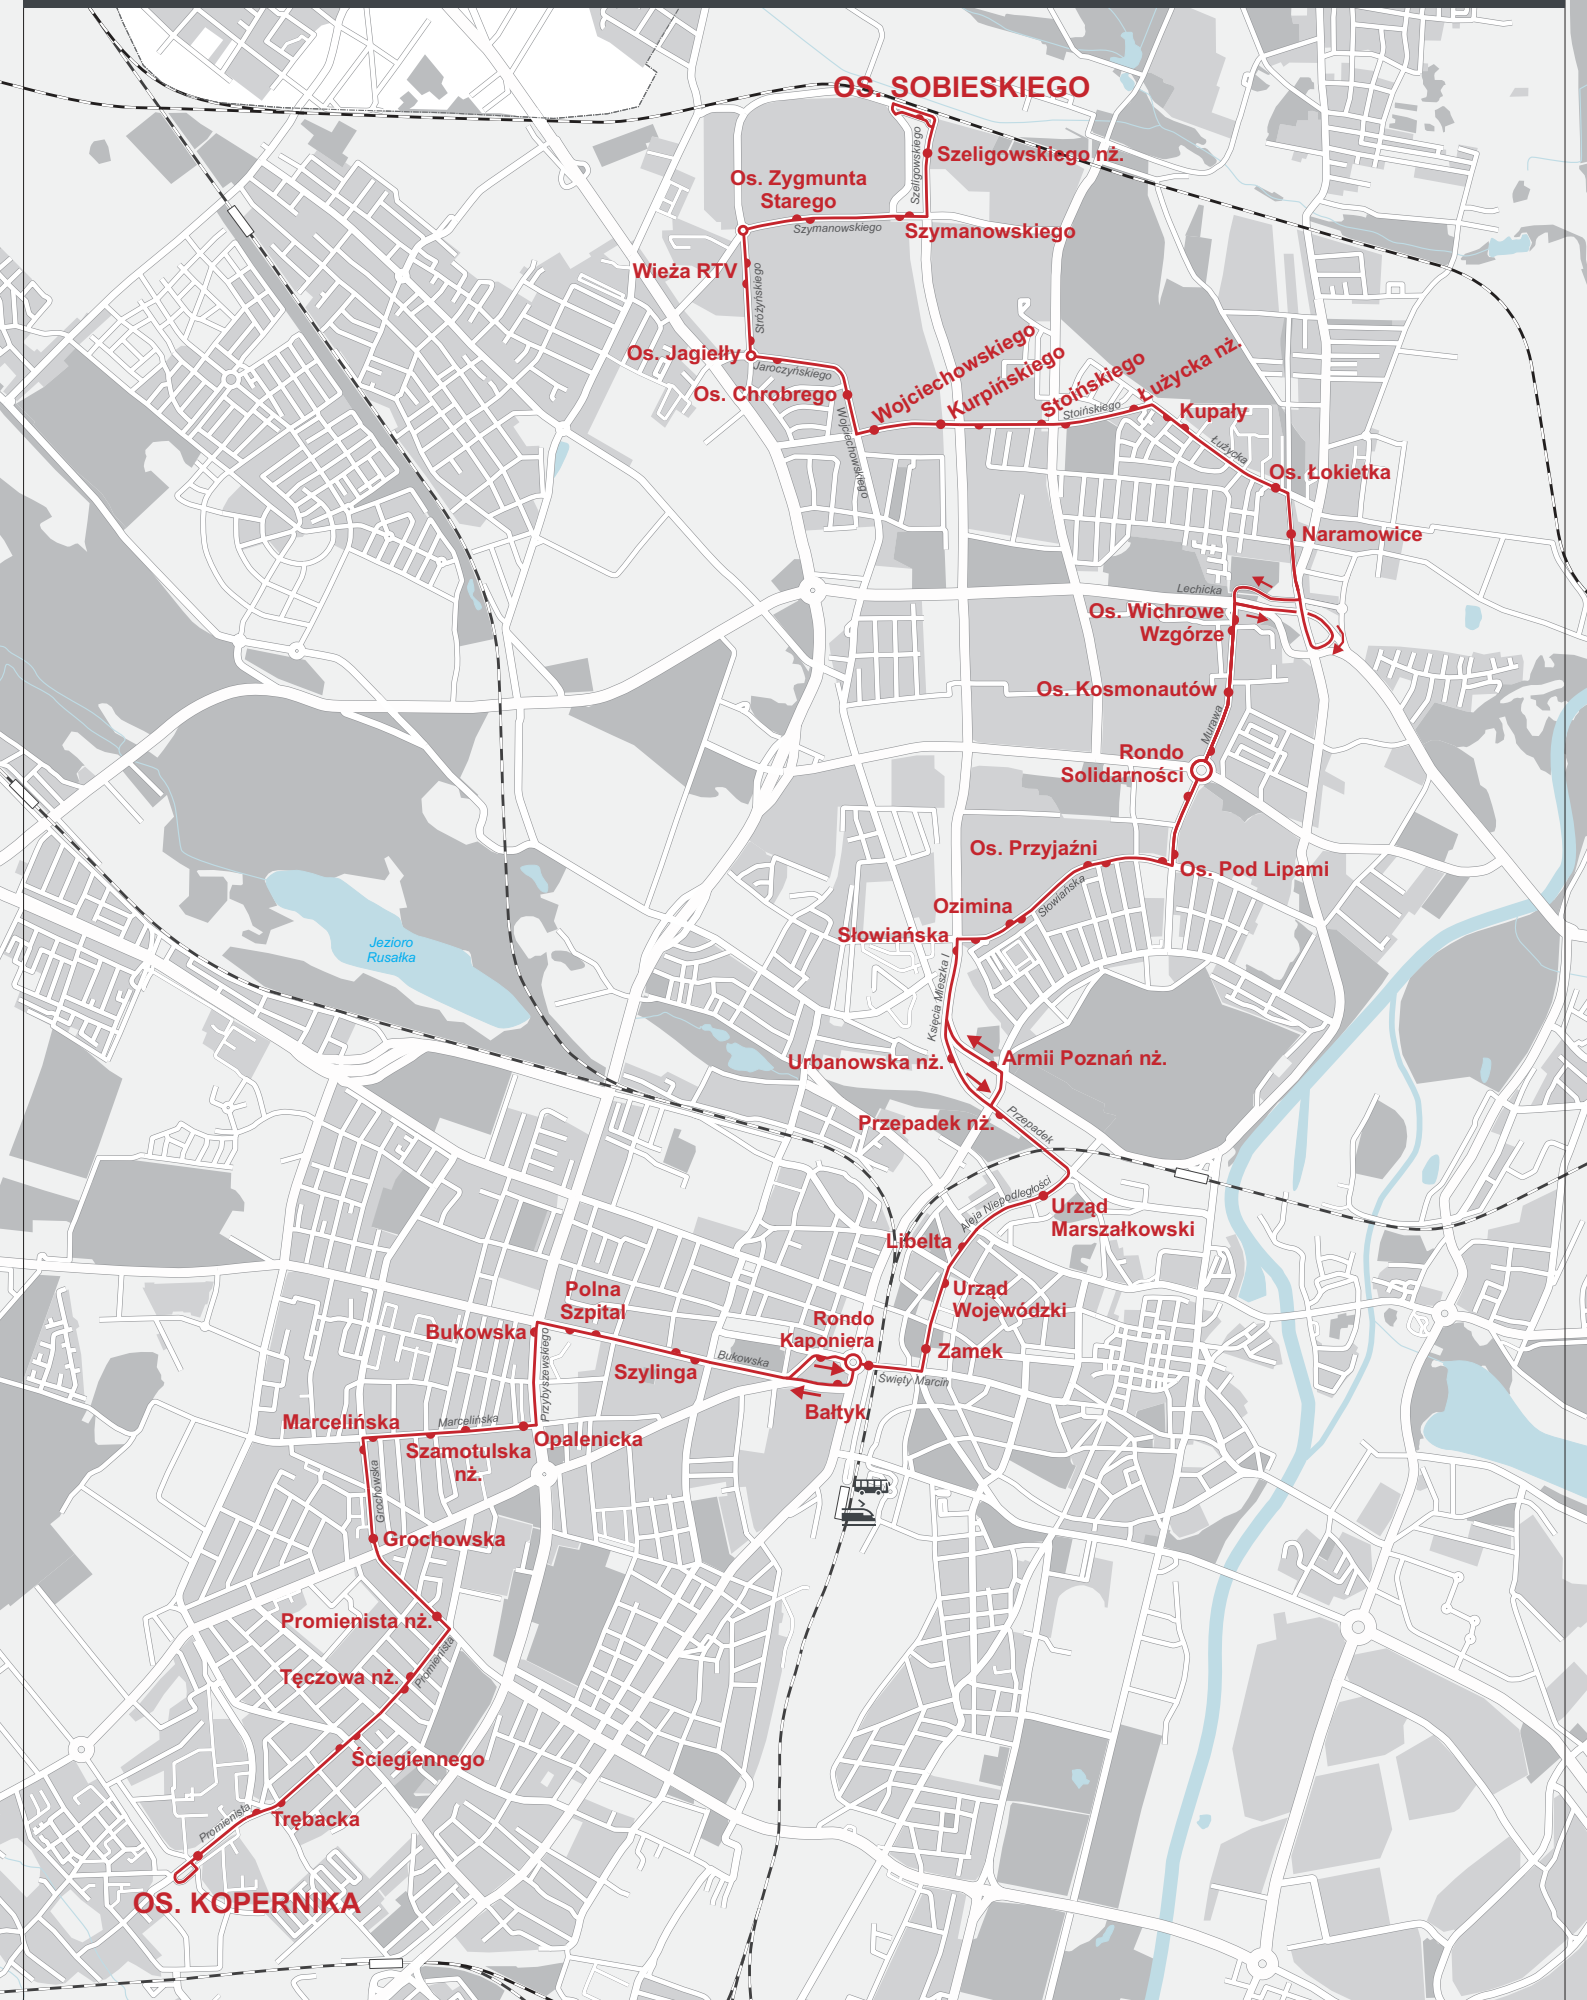 OS. SOBIESKIEGO
Szeligowskiego
Szeligowskiego nż.
Os. Zygmunta
Starego
Szymanowskiego
Szymanowskiego
Wieża RTV
Stróżyńskiego
Os. Jagiełły
Jaroczyńskiego
Os. Chrobrego
Wojciechowskiego
Wojciechowskiego
Kurpińskiego
Stoińskiego
Stoińskiego
Łużycka nż.
Kupały
Łużycka
Os. Łokietka
Naramowice
Lechicka
Os. Wichrowe
Wzgórze
Os. Kosmonautów
Murawa
Rondo
Solidarności
Os. Przyjaźni
Os. Pod Lipami
Słowiańska
Ozimina
Słowiańska
Jezioro
Rusałka
Księcia Mieszka I
Urbanowska nż.
Armii Poznań nż.
Przepadek nż.
Przepadek
Aleja Niepodległości
Urząd
Marszałkowski
Libelta
Urząd
Wojewódzki
Zamek
Święty Marcin
Rondo
Kaponiera
Bałtyk
Bukowska
Szylinga
Polna
Szpital
Bukowska
Przybyszewskiego
Opalenicka
Marcelińska
Marcelińska
Szamotulska
nż.
Grochowska
Grochowska
Promienista nż.
Promienista
Tęczowa nż.
Ściegiennego
Trębacka
Promienista
OS. KOPERNIKA